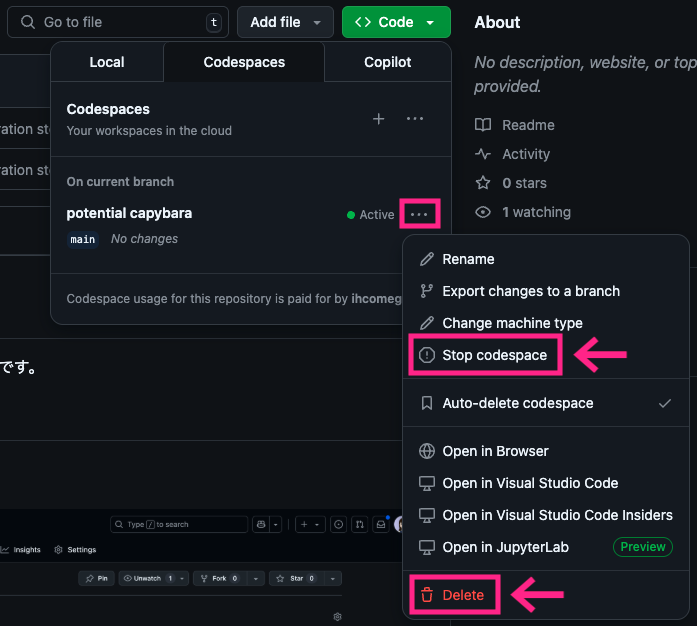 Go to file
t
Add file
Code
About
Local
Codespaces
Copilot
No description, website, or top
provided.
Codespaces
Your workspaces in the cloud
Readme
Activity
0 stars
1 watching
ration st
ration st
On current branch
potential capybara
Active
main
No changes
Codespace usage for this repository is paid for by ihcomeg
Rename
Export changes to a branch
Change machine type
Stop codespace
Auto-delete codespace
Open in Browser
Open in Visual Studio Code
Open in Visual Studio Code Insiders
Open in JupyterLab
Preview
Delete
です。
Type / to search
Insights
Settings
Pin
Unwatch 1
Fork 0
Star 0